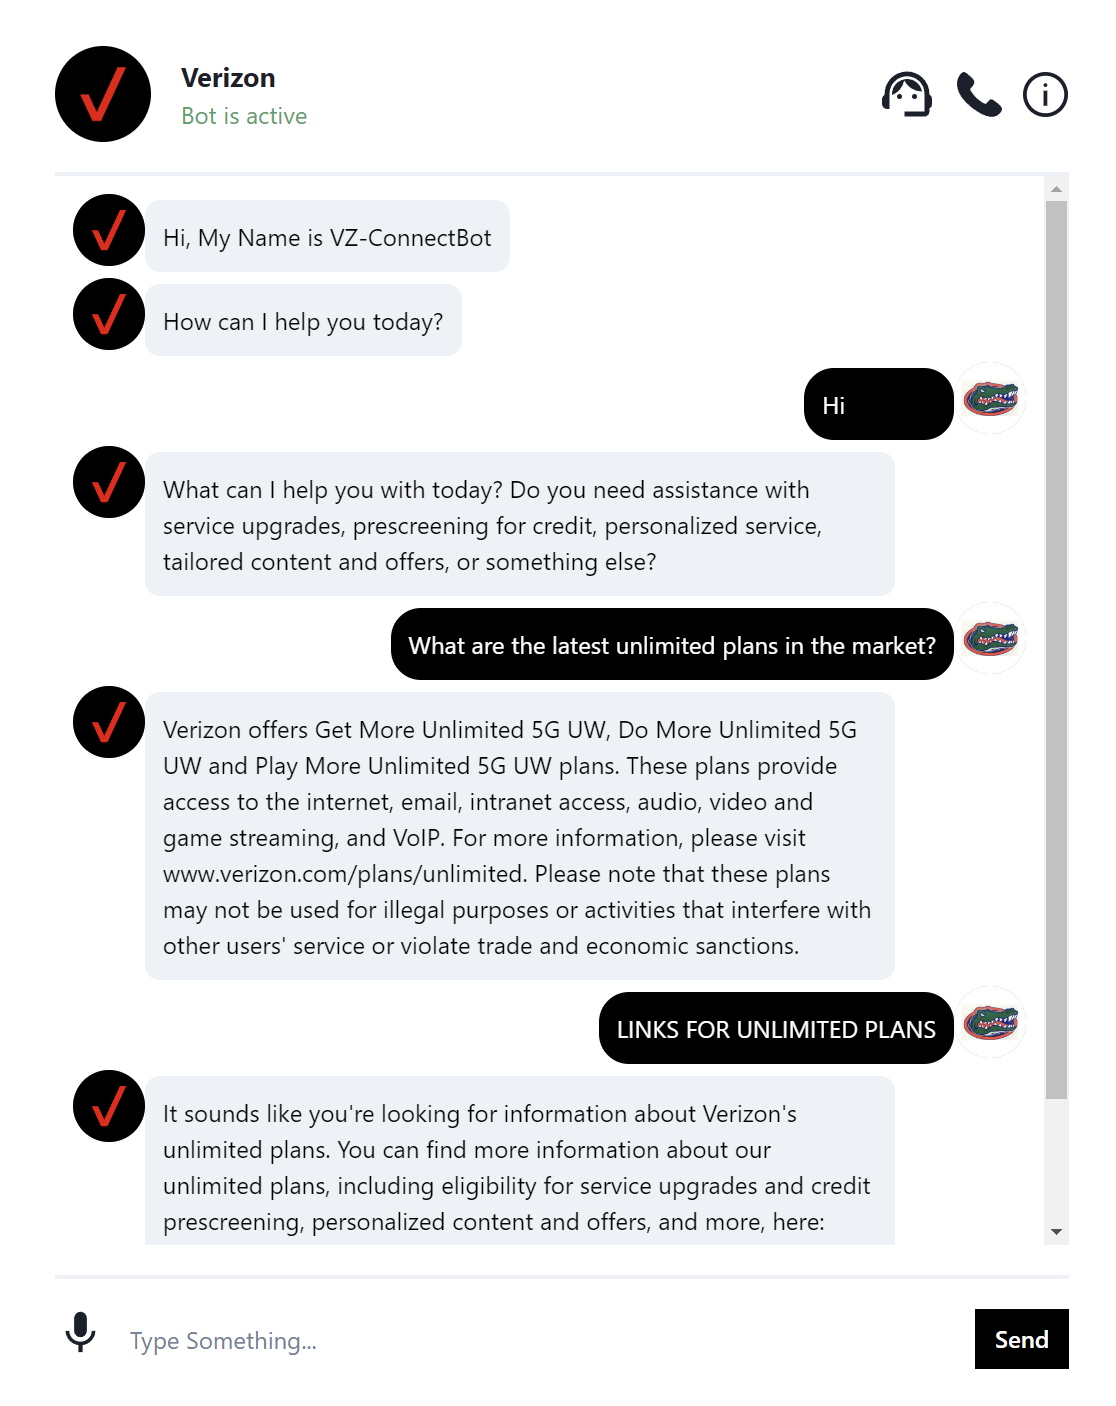 Verizon
Bot is active
Hi, My Name is VZ-ConnectBot
How can I help you today?
Hi
What can I help you with today? Do you need assistance with
service upgrades, prescreening for credit, personalized service,
tailored content and offers, or something else?
What are the latest unlimited plans in the market?
Verizon offers Get More Unlimited 5G UW, Do More Unlimited 5G
UW and Play More Unlimited 5G UW plans. These plans provide
access to the internet, email, intranet access, audio, video and
game streaming, and VoIP. For more information, please visit
www.verizon.com/plans/unlimited. Please note that these plans
may not be used for illegal purposes or activities that interfere with
other users' service or violate trade and economic sanctions.
LINKS FOR UNLIMITED PLANS
It sounds like you're looking for information about Verizon's
unlimited plans. You can find more information about our
unlimited plans, including eligibility for service upgrades and credit
prescreening, personalized content and offers, and more, here:
Type Something...
Send